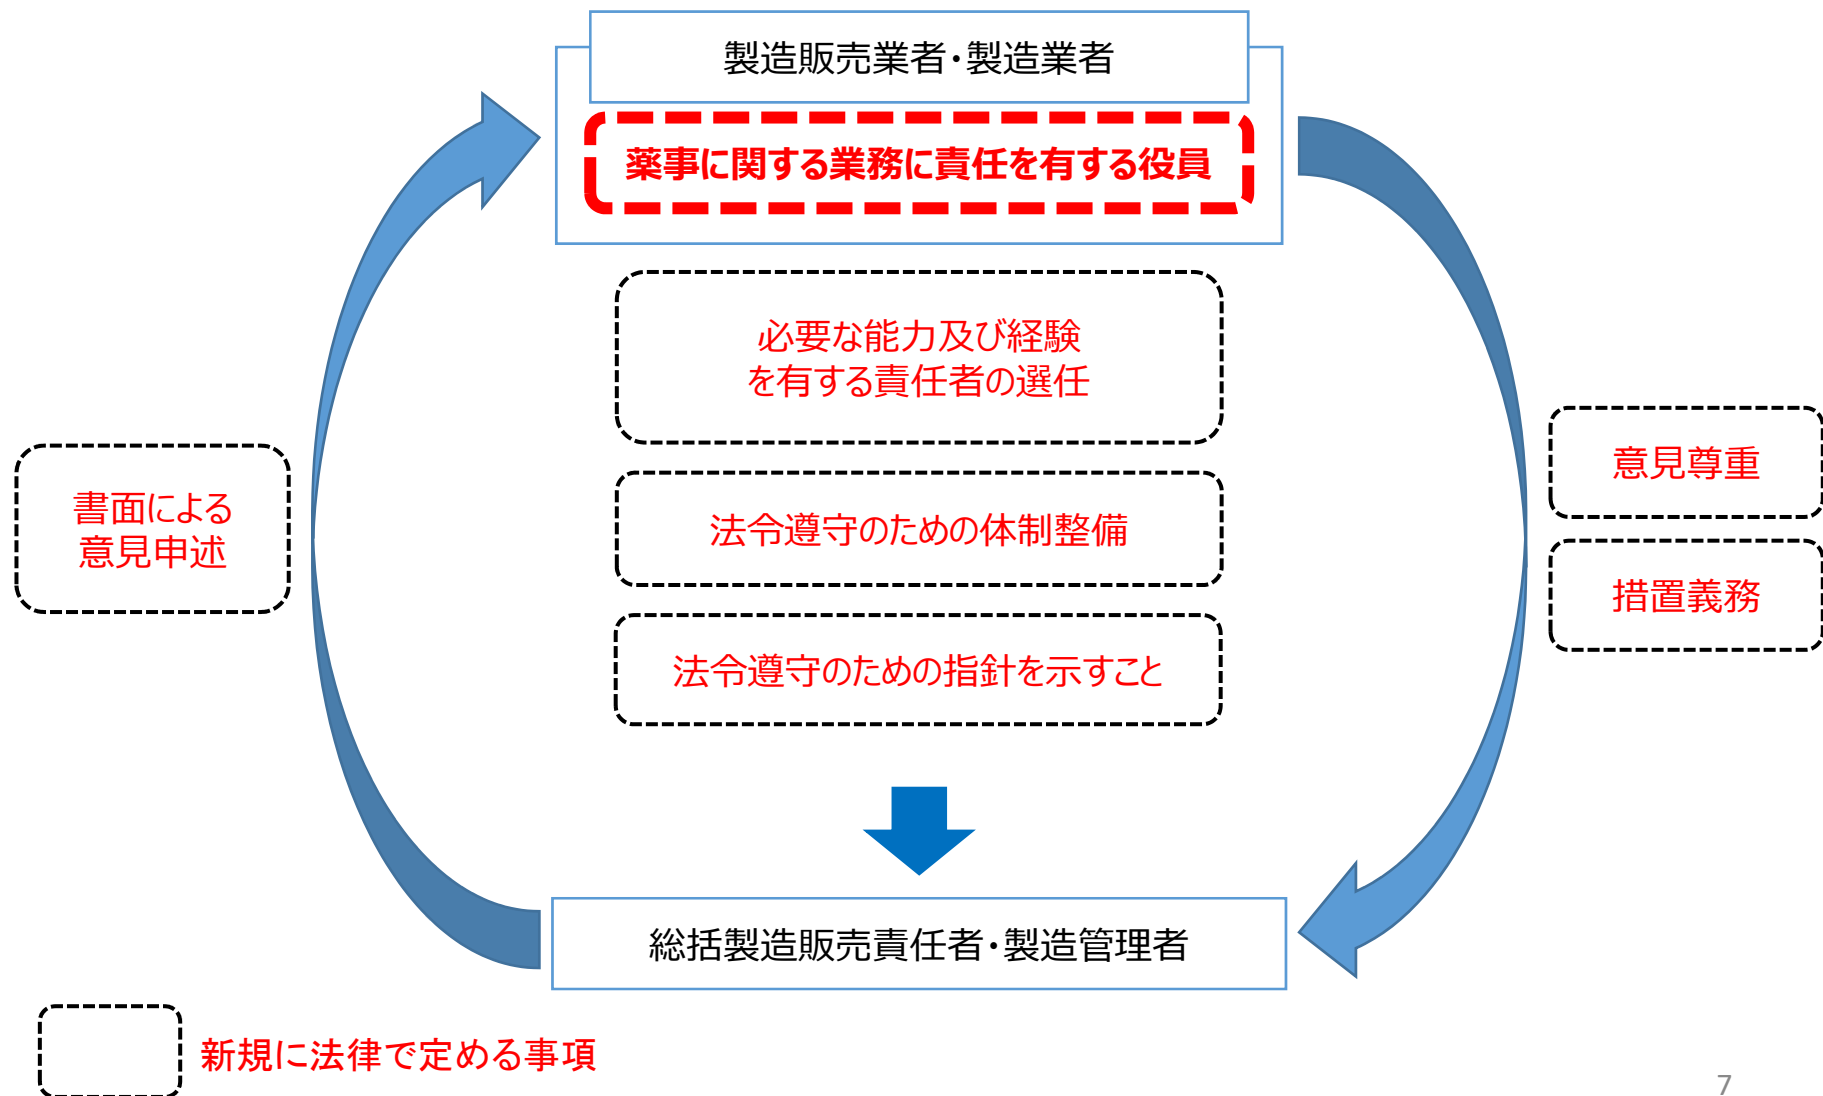 製造販売業者・製造業者
薬事に関する業務に責任を有する役員
必要な能力及び経験
を有する責任者の選任
法令遵守のための体制整備
法令遵守のための指針を示すこと
書面による
意見申述
意見尊重
措置義務
総括製造販売責任者・製造管理者
新規に法律で定める事項
7